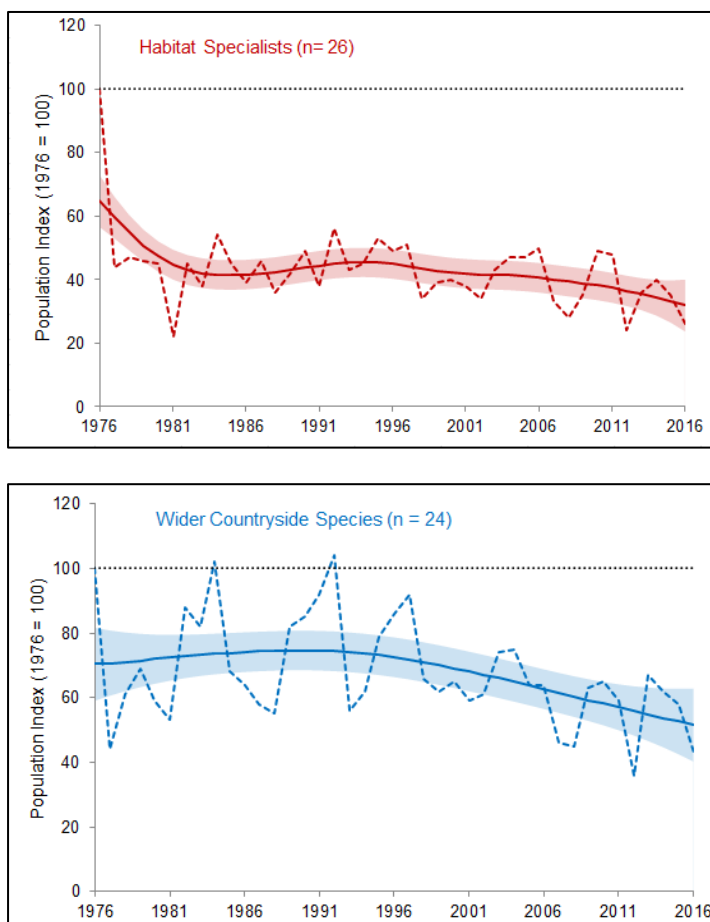 120
Habitat Specialists (n= 26)
100
80
60
40
20
0
Population Index (1976 = 100)
1976 1981 1986 1991 1996 2001 2006 2011 2016
120
Wider Countryside Species (n = 24)
100
80
60
40
20
0
Population Index (1976 = 100)
1976 1981 1986 1991 1996 2001 2006 2011 2016